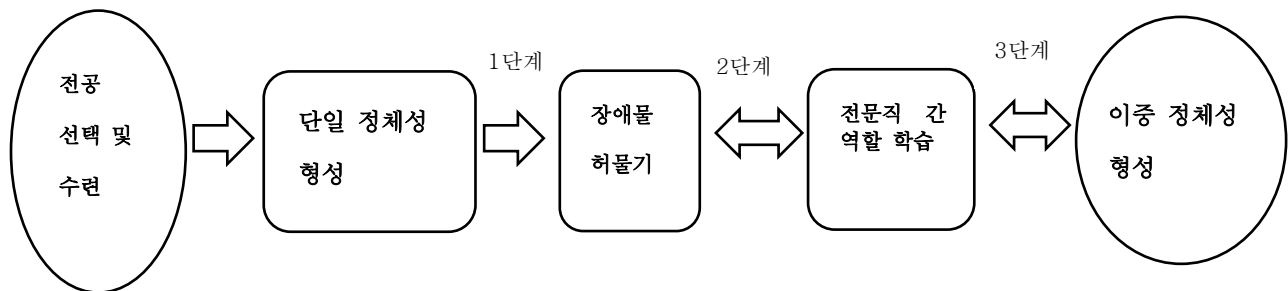 전공
선택 및
수련
단일 정체성
형성
1단계
장애물
허물기
2단계
전문직 간
역할 학습
3단계
이중 정체성
형성